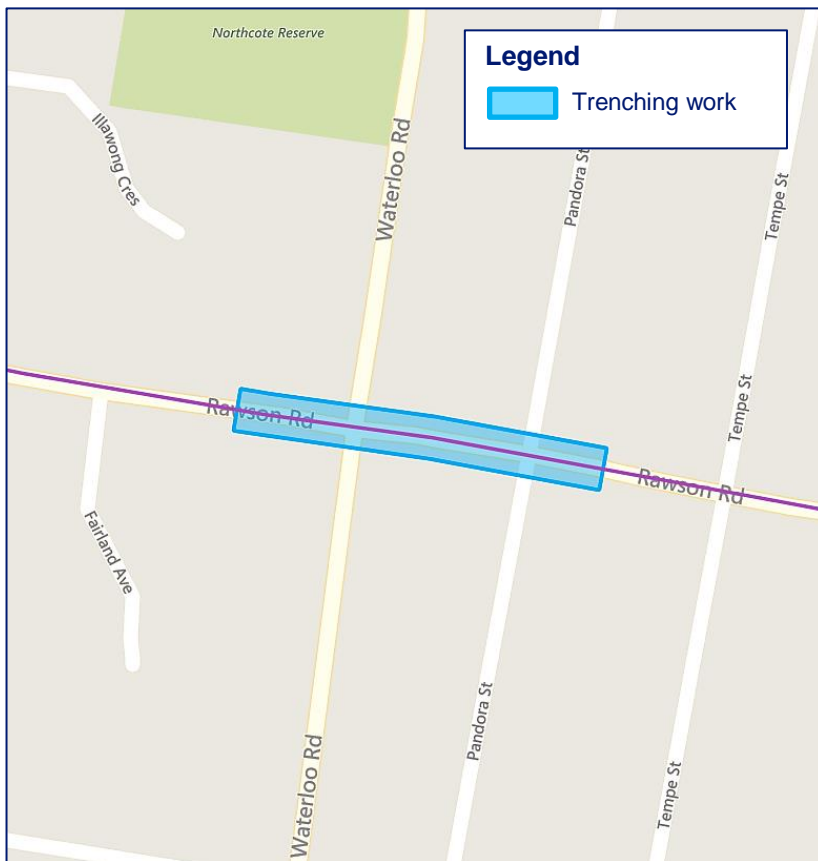 Northcote Reserve
Legend
Trenching work
Illawong Cres
Waterloo Rd
Pandora St
Tempe St
Rawson Rd
Tempe St
Rawson Rd
Fairland Ave
Pandora St
Waterloo Rd
Tempe St